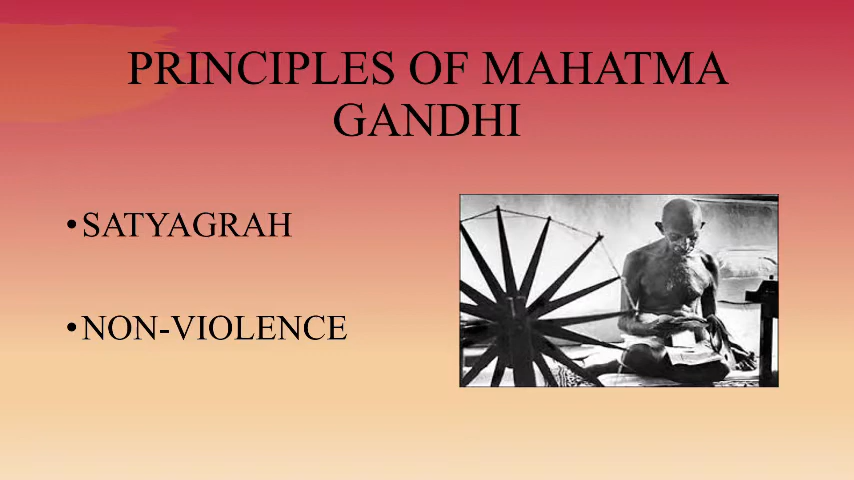 PRINCIPLES OF MAHATMA
GANDHI
•SATYAGRAH
•NON-VIOLENCE